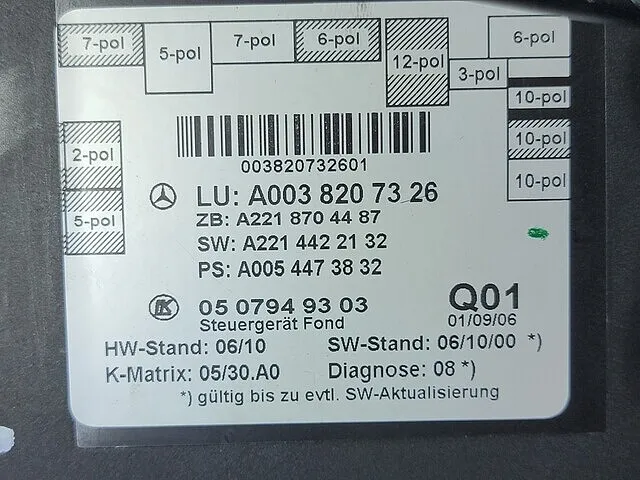 7-pol
5-pol
7-pol
6-pol
12-pol
3-pol
6-pol
10-pol
10-pol
10-pol
2-pol
5-pol
003820732601
LU: A003 820 73 26
ZB: A221 870 44 87
SW: A221 442 21 32
PS: A005 447 38 32
K 05 0794 93 03
Steuergerät Fond
Q01
01/09/06
HW-Stand: 06/10 SW-Stand: 06/10/00 *)
K-Matrix: 05/30.A0 Diagnose: 08 *)
*) gültig bis zu evtl. SW-Aktualisierung